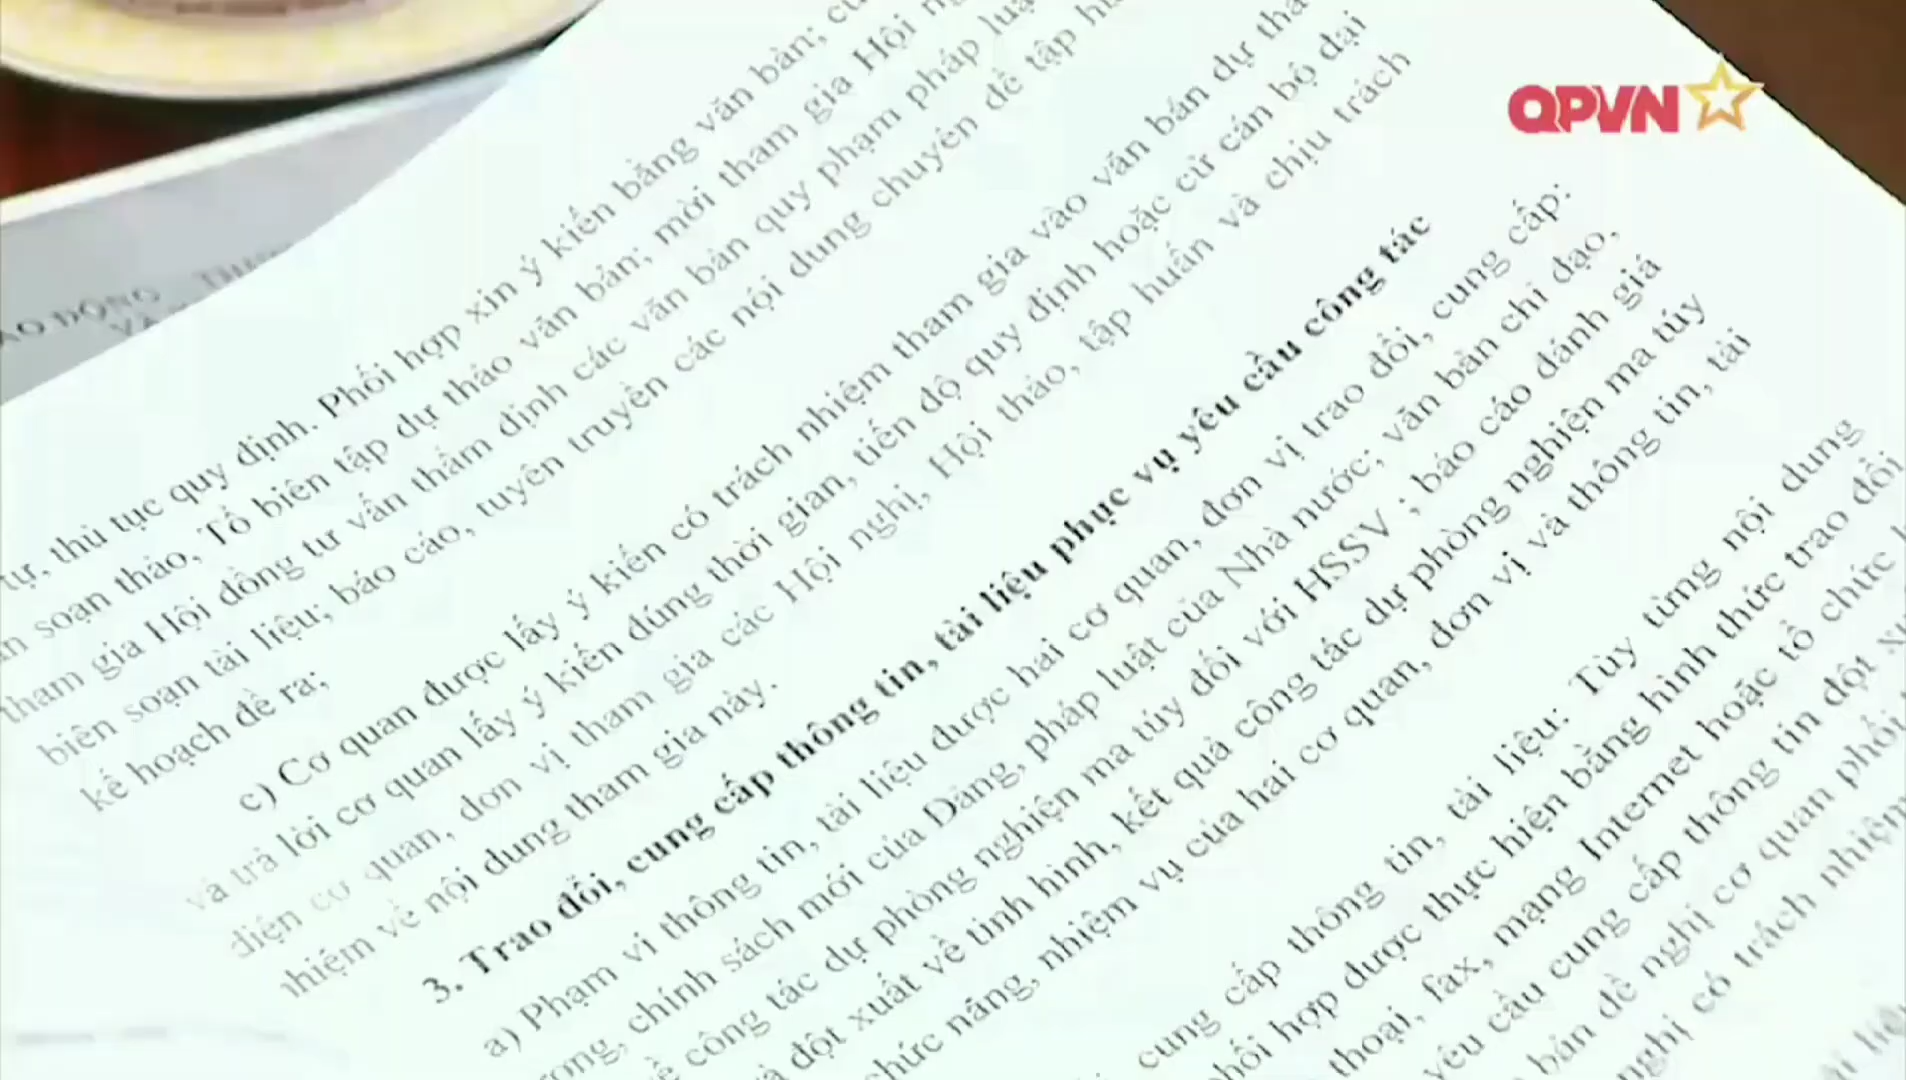 QPVN
tự, thủ tục quy định. Phối hợp xin ý kiến bằng văn bản;
soạn thảo, Tổ biên tập dự thảo văn bản; mời tham gia Hội
tham gia Hội đồng tư vấn thẩm định các văn bản quy phạm pháp
biên soạn tài liệu; báo cáo, tuyên truyền các nội dung chuyên đề tập
kế hoạch đề ra;
c) Cơ quan được lấy ý kiến có trách nhiệm tham gia vào văn bản dự
và trả lời cơ quan lấy ý kiến đúng thời gian, tiến độ quy định hoặc cử cán bộ đại
diện cơ quan, đơn vị tham gia các Hội nghị, Hội thảo, tập huấn và chịu trách
nhiệm về nội dung tham gia này.
3. Trao đổi, cung cấp thông tin, tài liệu phục vụ yêu cầu công tác
a) Phạm vi thông tin, tài liệu được hai cơ quan, đơn vị trao đổi, cung cấp:
chính sách mới của Đảng, pháp luật của Nhà nước; văn bản chỉ đạo,
công tác dự phòng nghiện ma túy đối với HSSV ; báo cáo đánh giá
đột xuất về tình hình, kết quả công tác dự phòng nghiện ma túy
năng, nhiệm vụ của hai cơ quan, đơn vị và thông tin, tài
cung cấp thông tin, tài liệu: Tùy từng nội dung
hợp được thực hiện bằng hình thức trao đổi
thoại, fax, mạng Internet hoặc tổ chức
yêu cầu cung cấp thông tin đột
bản đề nghị cơ quan phối
nghị có trách nhiệm